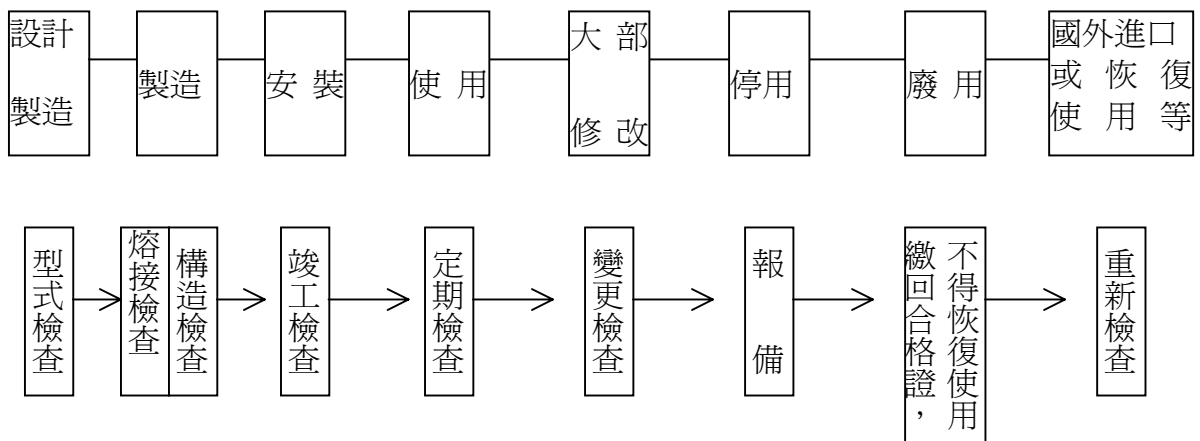 設計
製造
製造
安裝
使用
大部
修改
停用
廢用
國外進口
或恢復
使用等
型式檢查
熔接檢查
構造檢查
竣工檢查
定期檢查
變更檢查
報備
繳回合格證，
不得恢復使用
重新檢查